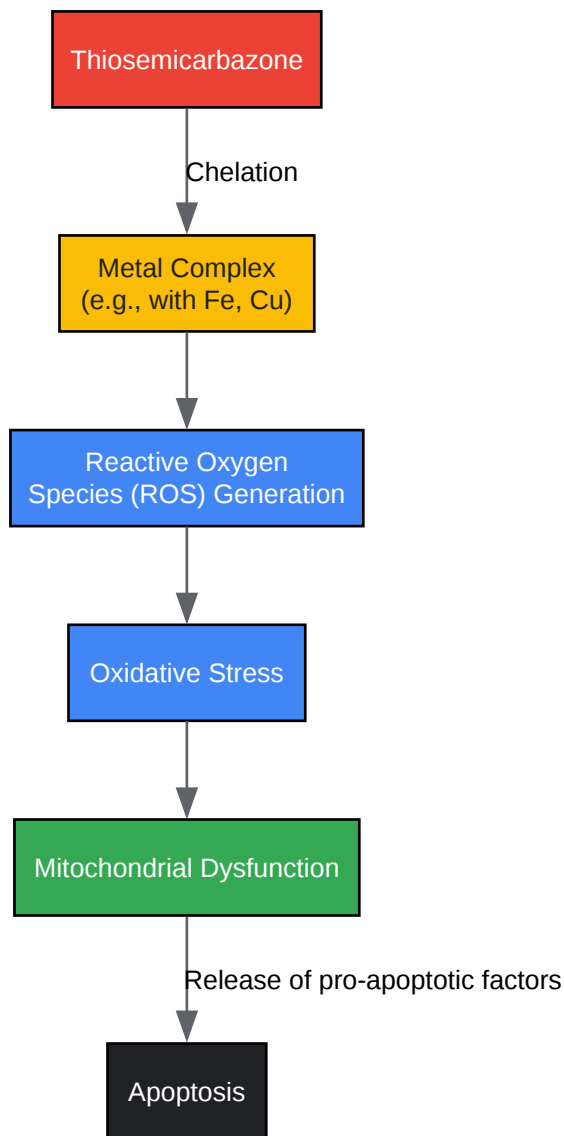 Thiosemicarbazone
Chelation
Metal Complex
(e.g., with Fe, Cu)
Reactive Oxygen
Species (ROS) Generation
Oxidative Stress
Mitochondrial Dysfunction
Release of pro-apoptotic factors
Apoptosis